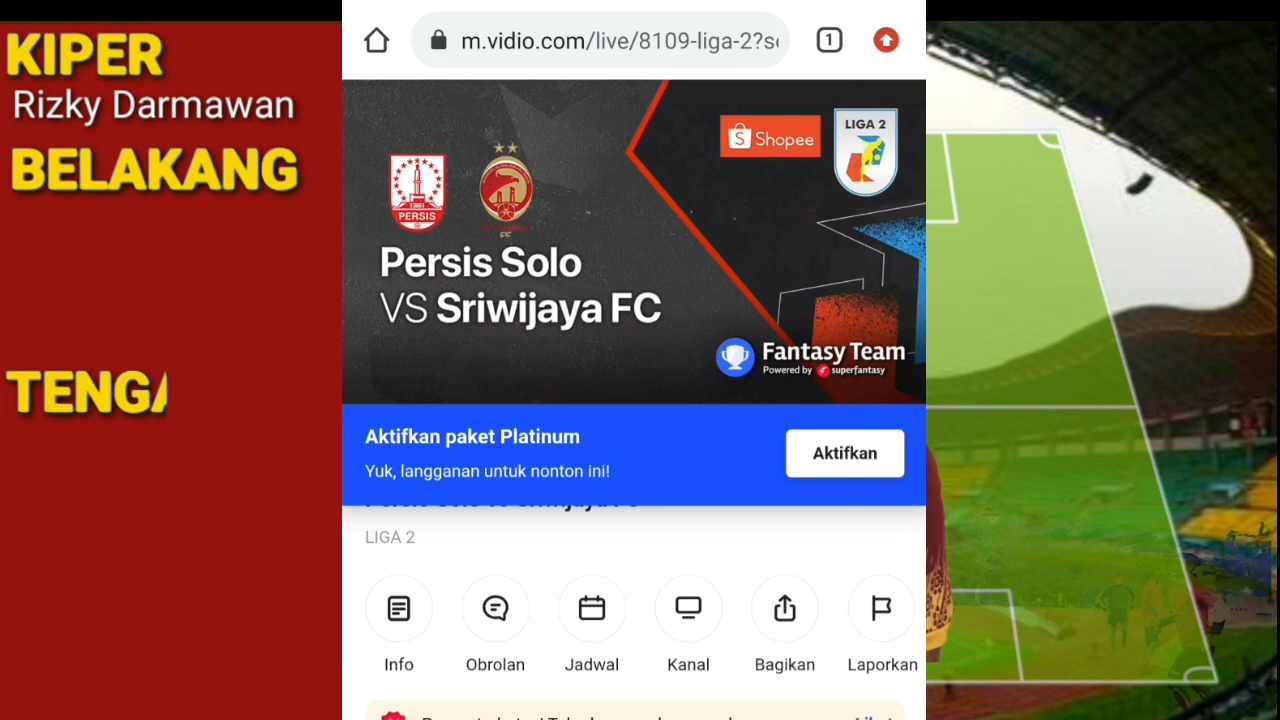 KIPER
Rizky Darmawan
BELAKANG
TENGA
m.vidio.com/live/8109-liga-2?s
1
S Shopee
LIGA 2
PERSIS
Persis Solo
VS Sriwijaya FC
Fantasy Team
Powered by superfantasy
Aktifkan paket Platinum
Yuk, langganan untuk nonton ini!
Aktifkan
LIGA 2
Info
Obrolan
Jadwal
Kanal
Bagikan
Laporkan